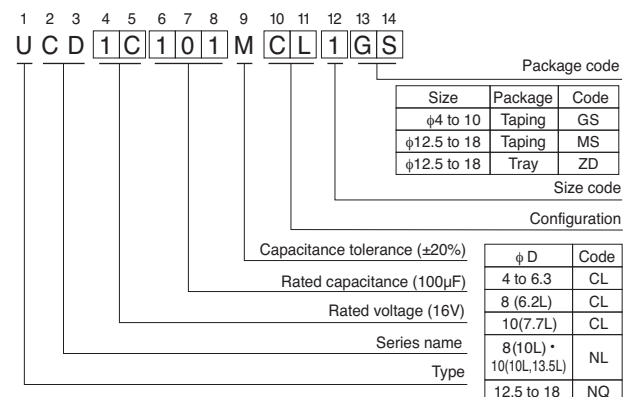 1 2 3 4 5 6 7 8 9 10 11 12 13 14
U C D 1 C 1 0 1 M C L 1 G S
Package code
Size Package Code
φ4 to 10 Taping GS
φ12.5 to 18 Taping MS
φ12.5 to 18 Tray ZD
Size code
Configuration
φ D Code
4 to 6.3 CL
8 (6.2L) CL
10(7.7L) CL
8(10L) •
10(10L,13.5L) NL
12.5 to 18 NQ
Capacitance tolerance (±20%)
Rated capacitance (100µF)
Rated voltage (16V)
Series name
Type